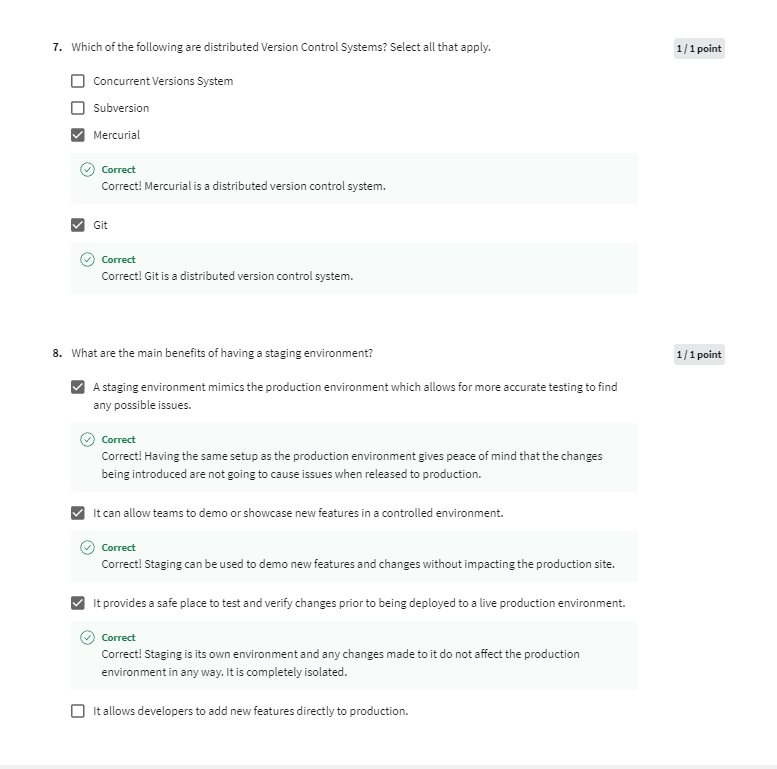 7. Which of the following are distributed Version Control Systems? Select all that apply.
1 / 1 point
Concurrent Versions System
Subversion
Mercurial
Correct
Correct! Mercurial is a distributed version control system.
Git
Correct
Correct! Git is a distributed version control system.
8. What are the main benefits of having a staging environment?
1 / 1 point
A staging environment mimics the production environment which allows for more accurate testing to find
any possible issues.
Correct
Correct! Having the same setup as the production environment gives peace of mind that the changes
being introduced are not going to cause issues when released to production.
It can allow teams to demo or showcase new features in a controlled environment.
Correct
Correct! Staging can be used to demo new features and changes without impacting the production site.
It provides a safe place to test and verify changes prior to being deployed to a live production environment.
Correct
Correct! Staging is its own environment and any changes made to it do not affect the production
environment in any way. It is completely isolated.
It allows developers to add new features directly to production.